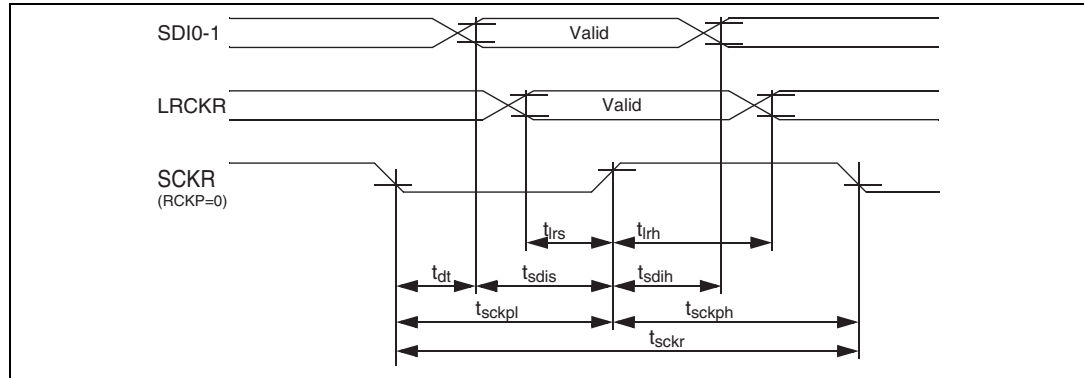 SDI0-1
Valid
LRCKR
Valid
SCKR
(RCKP=0)
tlrs
tlrh
tdt
tsdis
tsdih
tsckpl
tsckph
tsckr